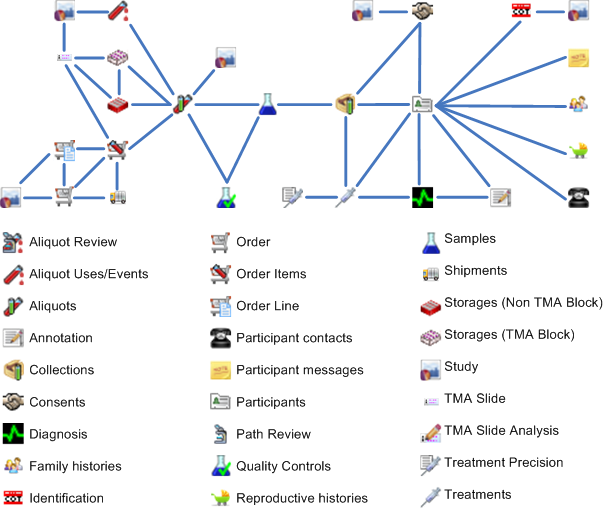 Aliquot Review
Aliquot Uses/Events
Aliquots
Annotation
Collections
Consents
Diagnosis
Family histories
Identification
Order
Order Items
Order Line
Participant contacts
Participant messages
Participants
Path Review
Quality Controls
Reproductive histories
Samples
Shipments
Storages (Non TMA Block)
Storages (TMA Block)
Study
TMA Slide
TMA Slide Analysis
Treatment Precision
Treatments